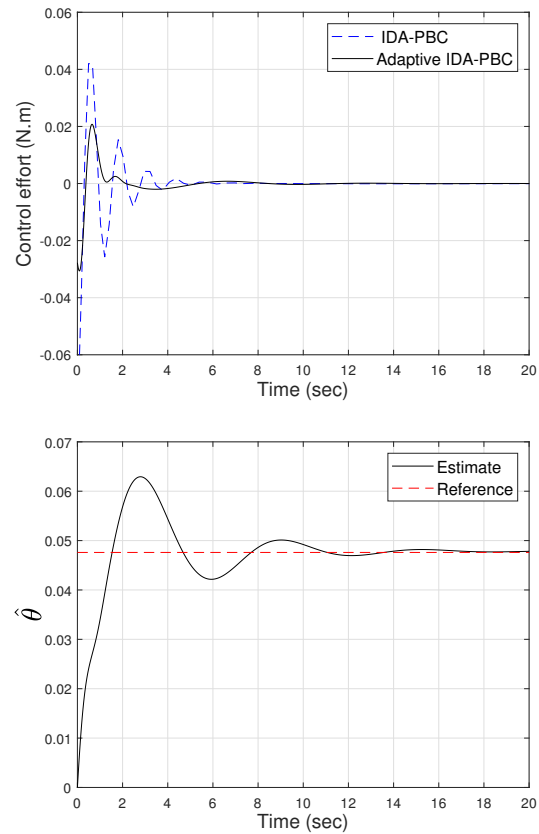 0.06
0.04
0.02
0
-0.02
-0.04
-0.06
Control effort (N.m)
IDA-PBC
Adaptive IDA-PBC
0 2 4 6 8 10 12 14 16 18 20
Time (sec)
0.07
0.06
0.05
0.04
0.03
0.02
0.01
0
θ̂
Estimate
Reference
0 2 4 6 8 10 12 14 16 18 20
Time (sec)